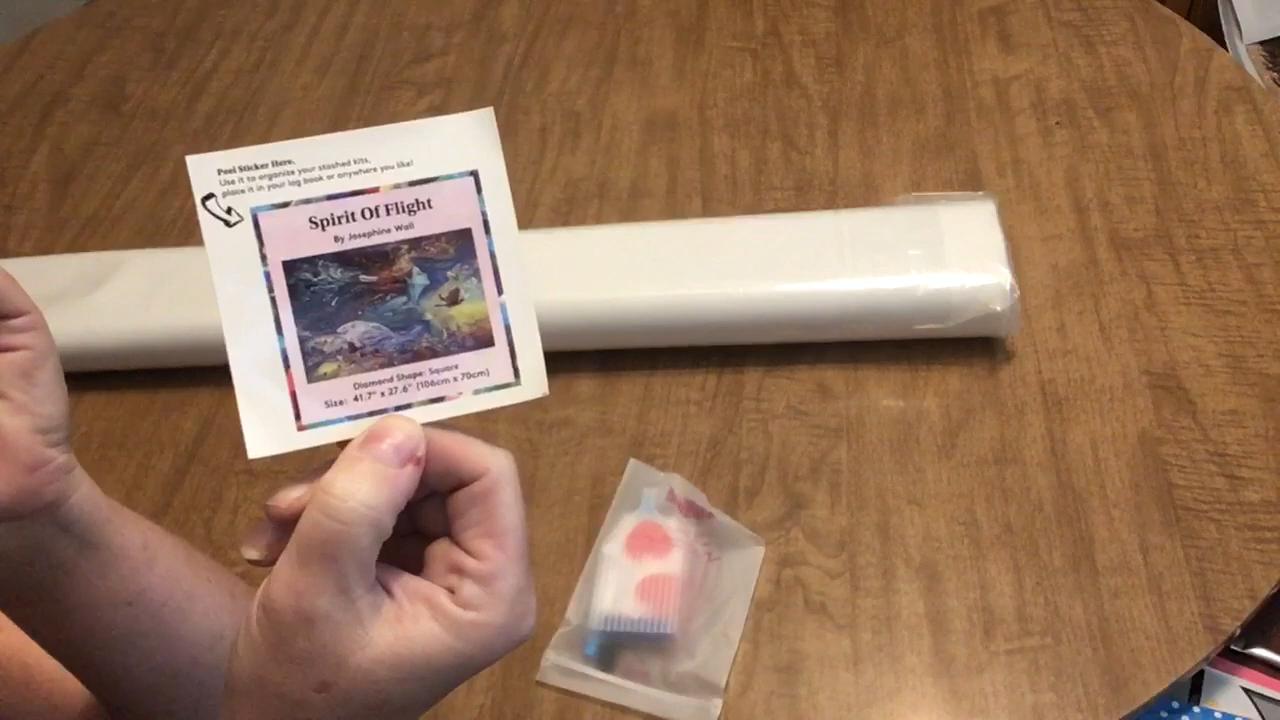 Peel Sticker Here.
Use it to organize your stashed kits,
place it in your log book or anywhere you like!
Spirit Of Flight
By Josephine Wall
Diamond Shape: Square
Size: 41.7" x 27.6" (106cm x 70cm)